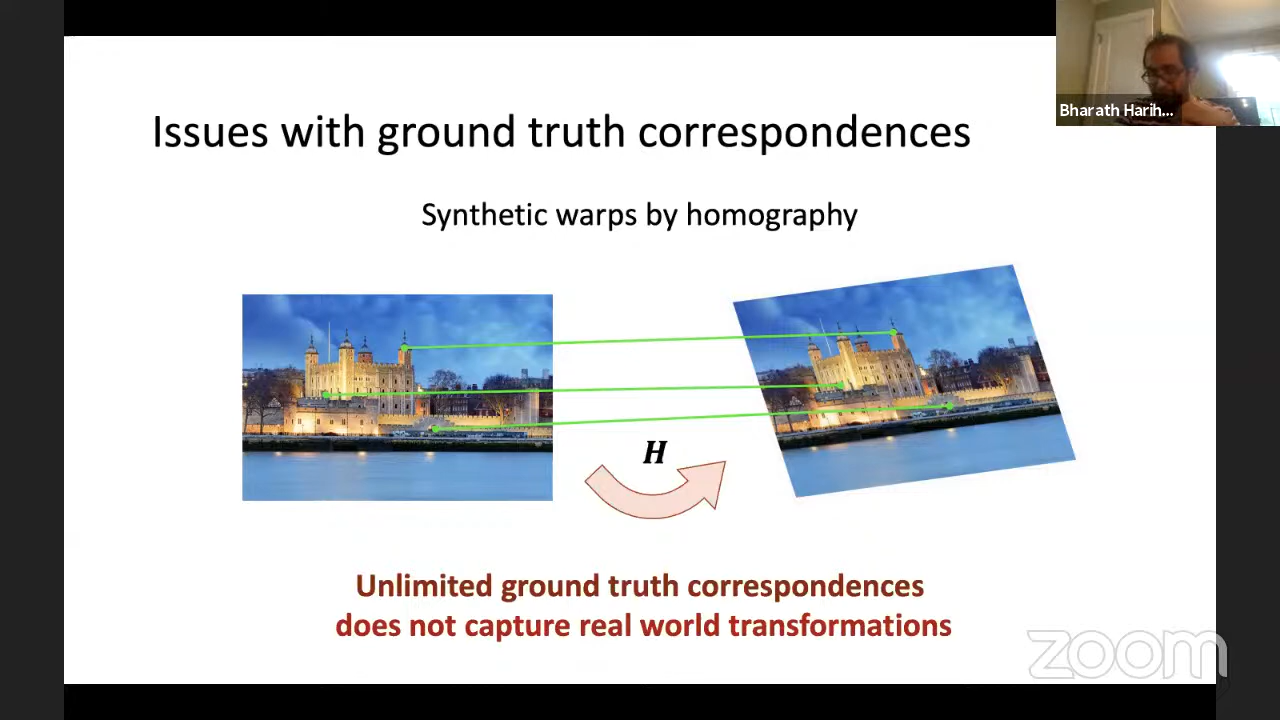 Bharath Harih...
Issues with ground truth correspondences
Synthetic warps by homography
H
Unlimited ground truth correspondences
does not capture real world transformations
zoom